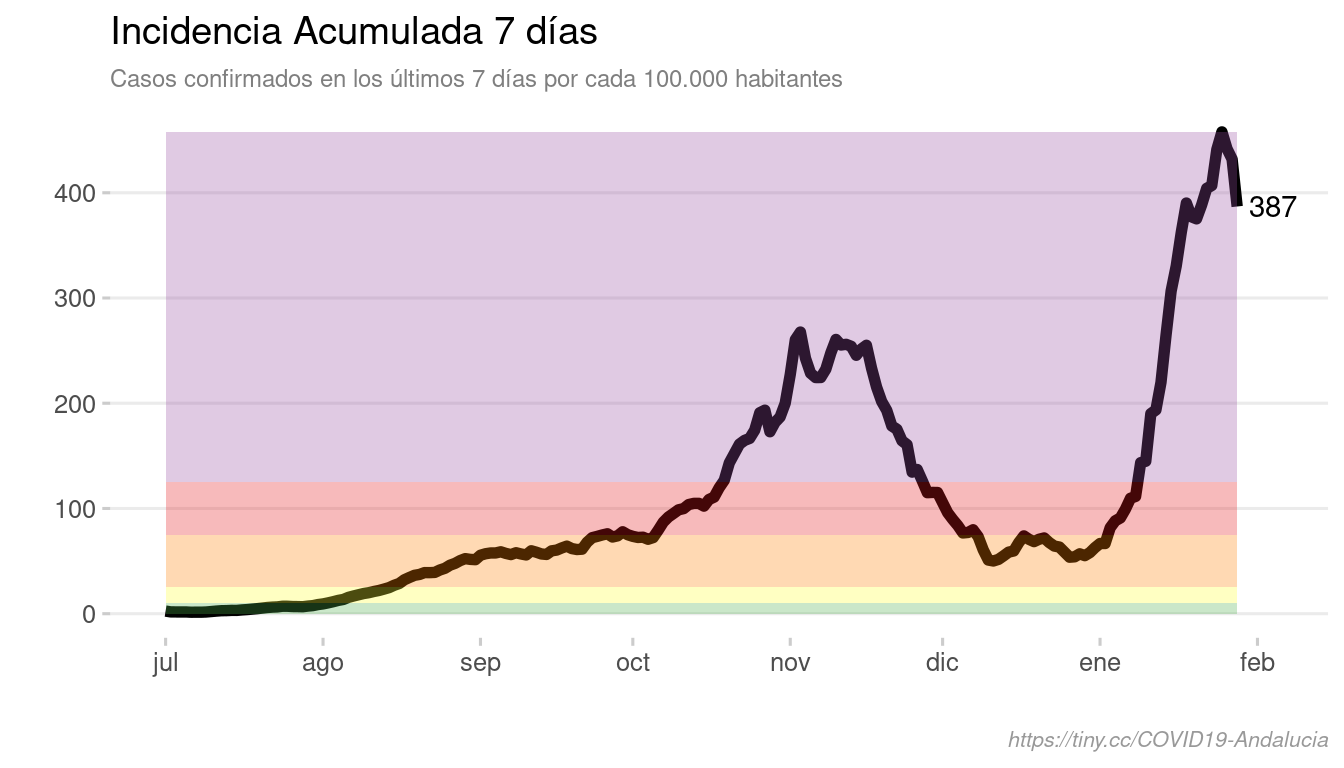 Incidencia Acumulada 7 días
Casos confirmados en los últimos 7 días por cada 100.000 habitantes
400
387
300
200
100
0
jul ago sep oct nov dic ene feb
https://tiny.cc/COVID19-Andalucia